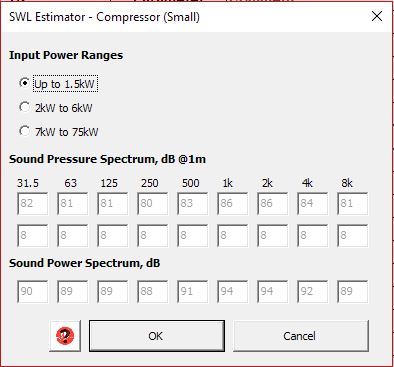 SWL Estimator - Compressor (Small)
Input Power Ranges
Up to 1.5kW
2kW to 6kW
7kW to 75kW
Sound Pressure Spectrum, dB @1m
31.5 63 125 250 500 1k 2k 4k 8k
82 81 81 80 83 86 86 84 81
8 8 8 8 8 8 8 8 8
Sound Power Spectrum, dB
90 89 89 88 91 94 94 92 89
? OK Cancel